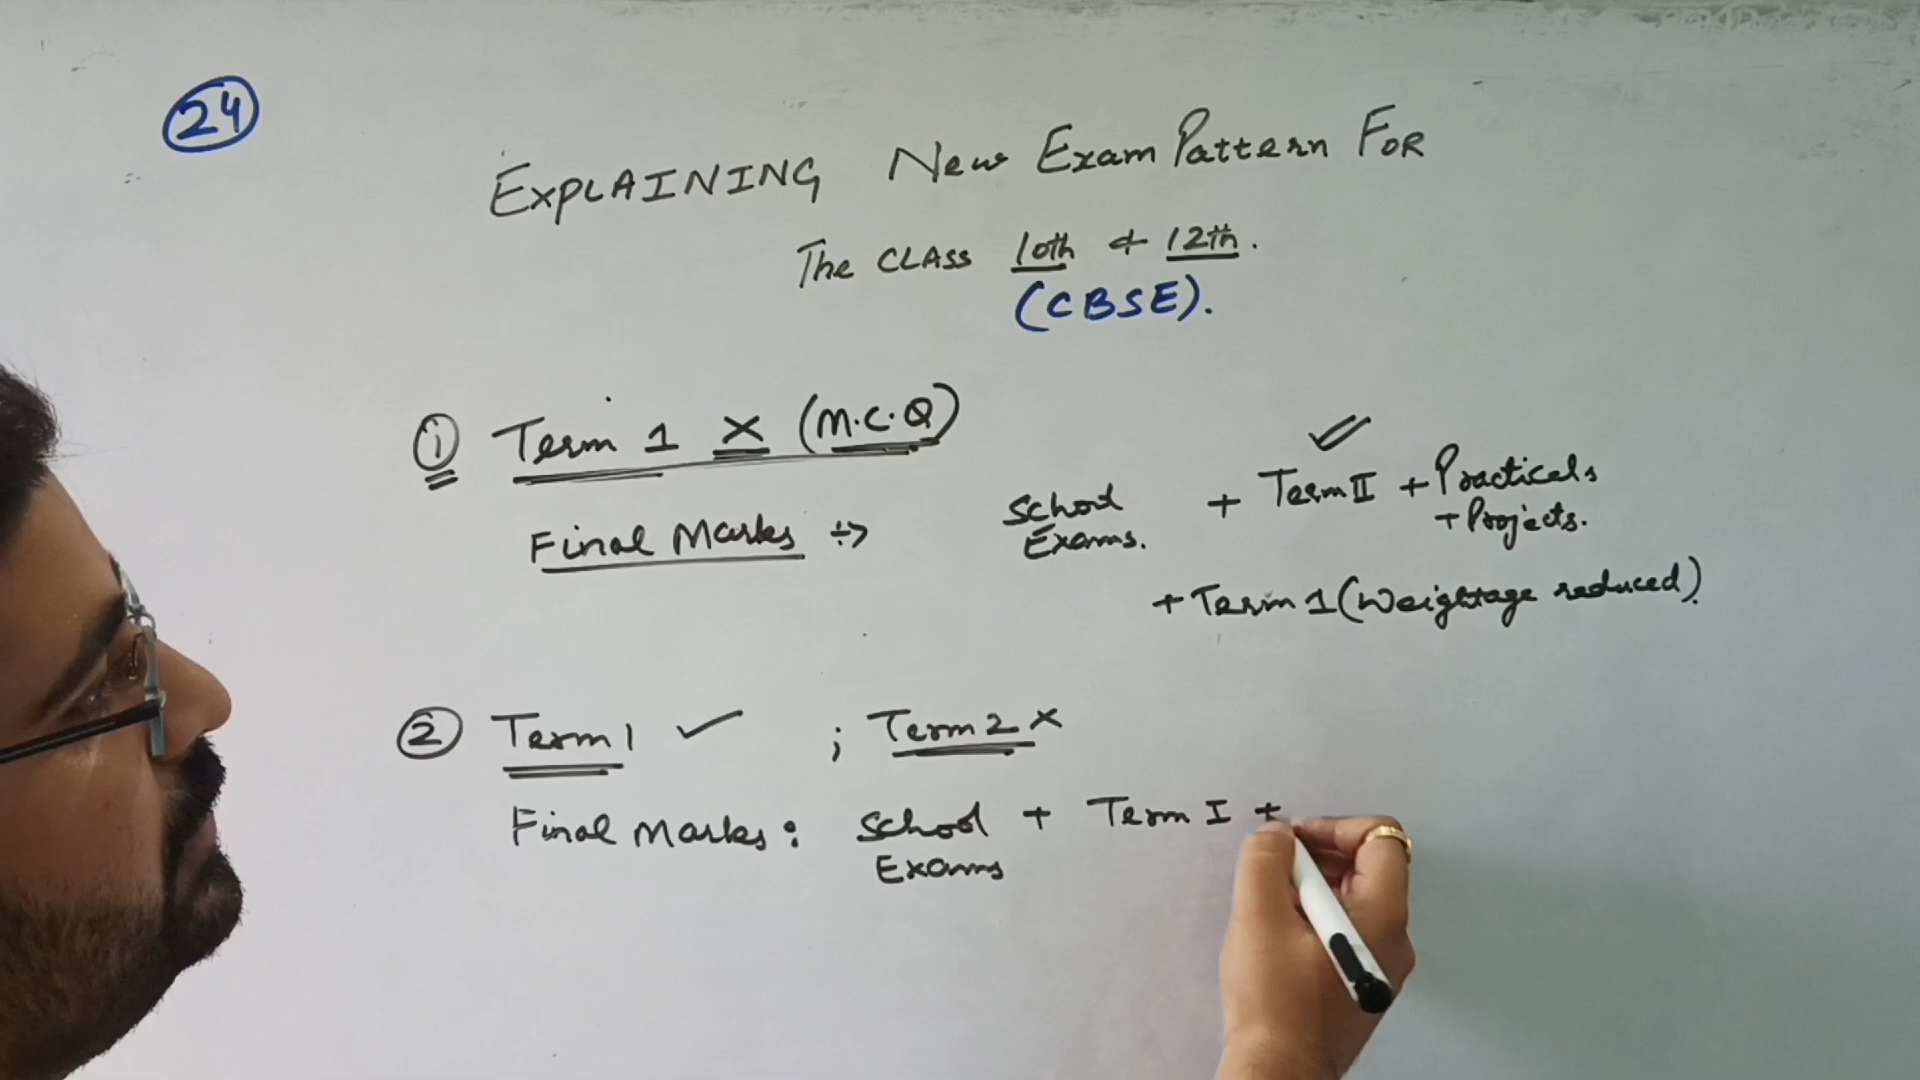 24
EXPLAINING New Exam Pattern FOR
The CLASS 10th & 12th.
(CBSE).
① Term 1 X (M.C.Q)
Final Marks ÷> School Exams. + Term II + Practicals + Projects.
+ Term 1 (Weightage reduced).
② Term 1 ✓ ; Term 2 X
Final Marks: School Exams + Term I +